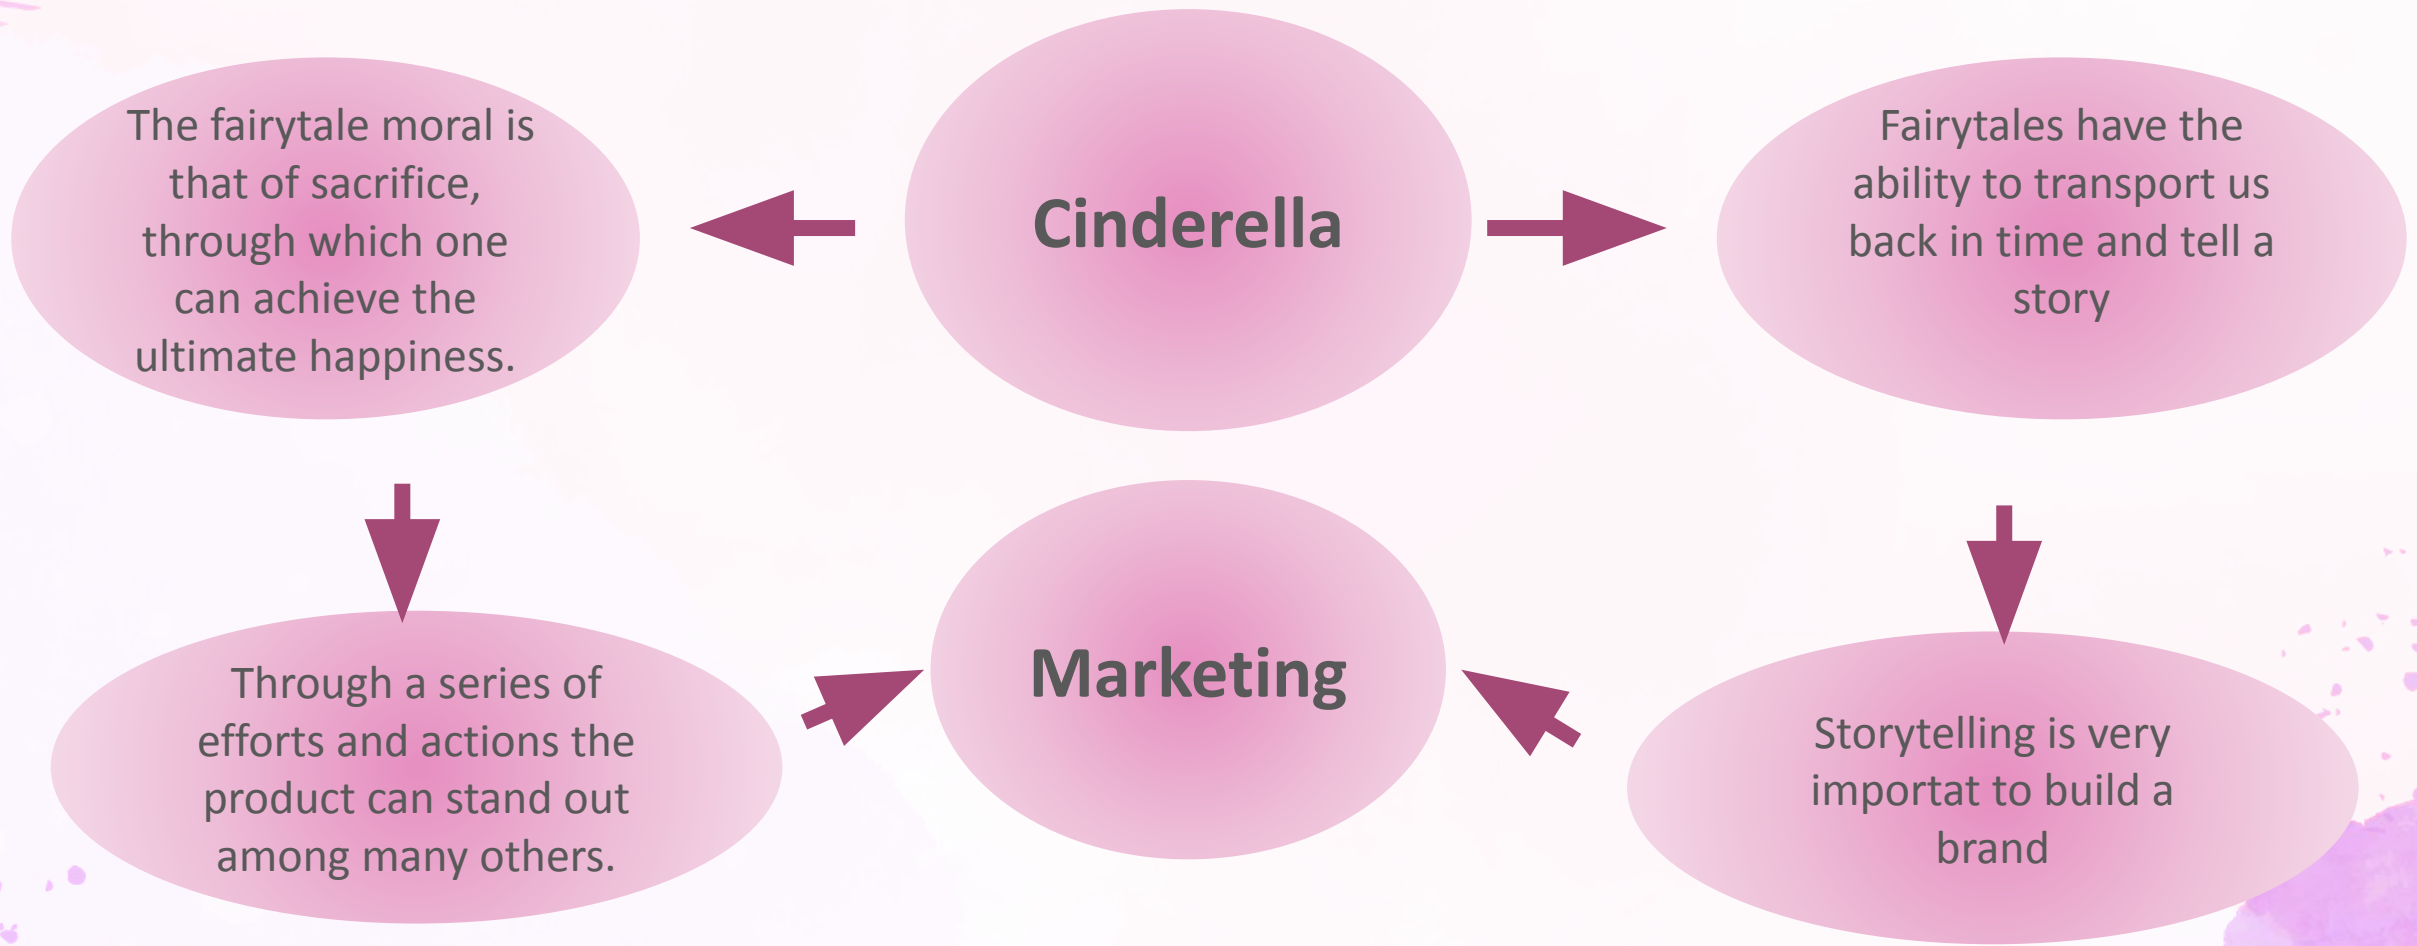 The fairytale moral is
that of sacrifice,
through which one
can achieve the
ultimate happiness.
Cinderella
Fairytales have the
ability to transport us
back in time and tell a
story
Through a series of
efforts and actions the
product can stand out
among many others.
Marketing
Storytelling is very
importat to build a
brand